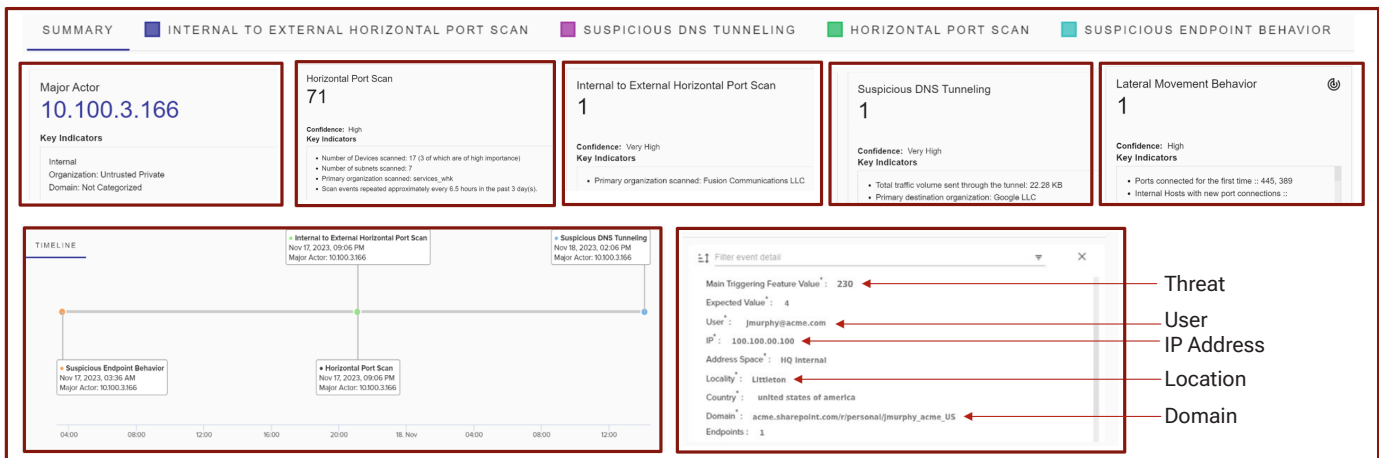 SUMMARY INTERNAL TO EXTERNAL HORIZONTAL PORT SCAN SUSPICIOUS DNS TUNNELING HORIZONTAL PORT SCAN SUSPICIOUS ENDPOINT BEHAVIOR
Major Actor
10.100.3.166
Key Indicators
Internal
Organization: Untrusted Private
Domain: Not Categorized
Horizontal Port Scan
71
Confidence: High
Key Indicators
• Number of Devices scanned: 17 (3 of which are of high importance)
• Number of subnets scanned: 7
• Primary organization scanned: services_whk
• Scan events repeated approximately every 6.5 hours in the past 3 day(s).
Internal to External Horizontal Port Scan
1
Confidence: Very High
Key Indicators
• Primary organization scanned: Fusion Communications LLC
Suspicious DNS Tunneling
1
Confidence: Very High
Key Indicators
• Total traffic volume sent through the tunnel: 22.28 KB
• Primary destination organization: Google LLC
Lateral Movement Behavior
1
Confidence: High
Key Indicators
• Ports connected for the first time :: 445, 389
• Internal Hosts with new port connections ::
TIMELINE
• Internal to External Horizontal Port Scan
Nov 17, 2023, 09:06 PM
Major Actor: 10.100.3.166
• Suspicious DNS Tunneling
Nov 18, 2023, 02:06 PM
Major Actor: 10.100.3.166
• Suspicious Endpoint Behavior
Nov 17, 2023, 03:36 AM
Major Actor: 10.100.3.166
• Horizontal Port Scan
Nov 17, 2023, 09:06 PM
Major Actor: 10.100.3.166
04:00 08:00 12:00 16:00 20:00 18. Nov 04:00 08:00 12:00
Filter event detail
Main Triggering Feature Value* : 230
Expected Value* : 4
User* : jmurphy@acme.com
IP* : 100.100.00.100
Address Space* : HQ Internal
Locality* : Littleton
Country* : united states of america
Domain* : acme.sharepoint.com/r/personal/jmurphy_acme_US
Endpoints : 1
Threat
User
IP Address
Location
Domain